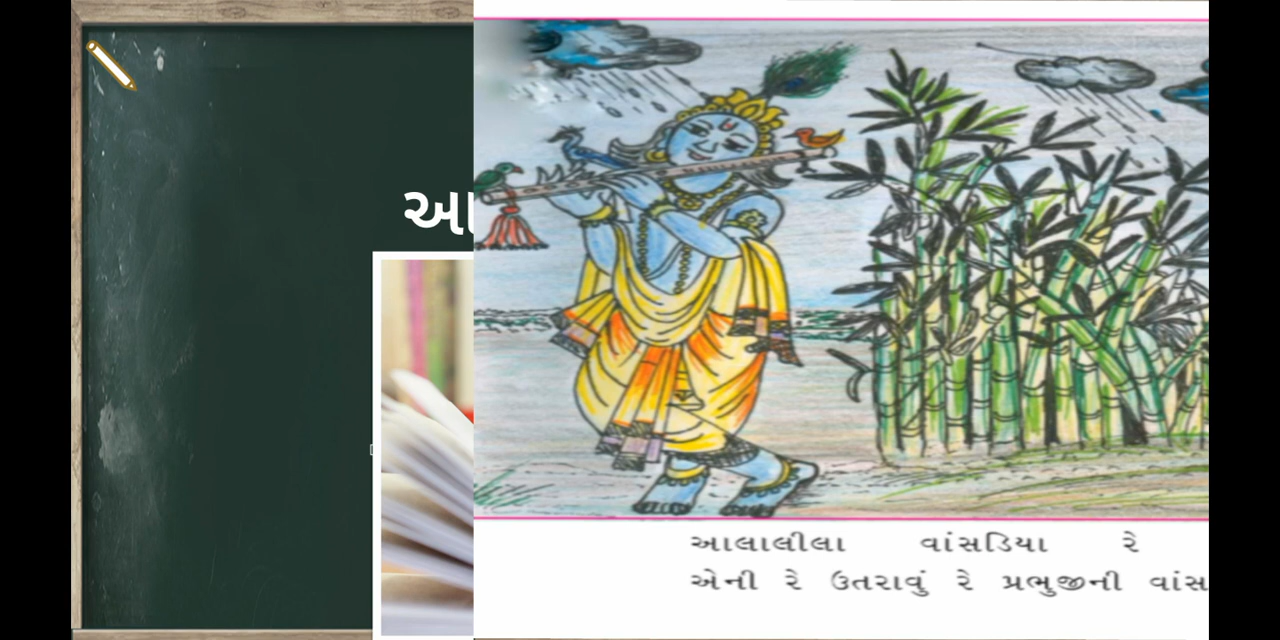 આ
આલાલીલા વાંસડિયા રે
એની રે ઉતરાવું રે પ્રભુજીની વાંસ